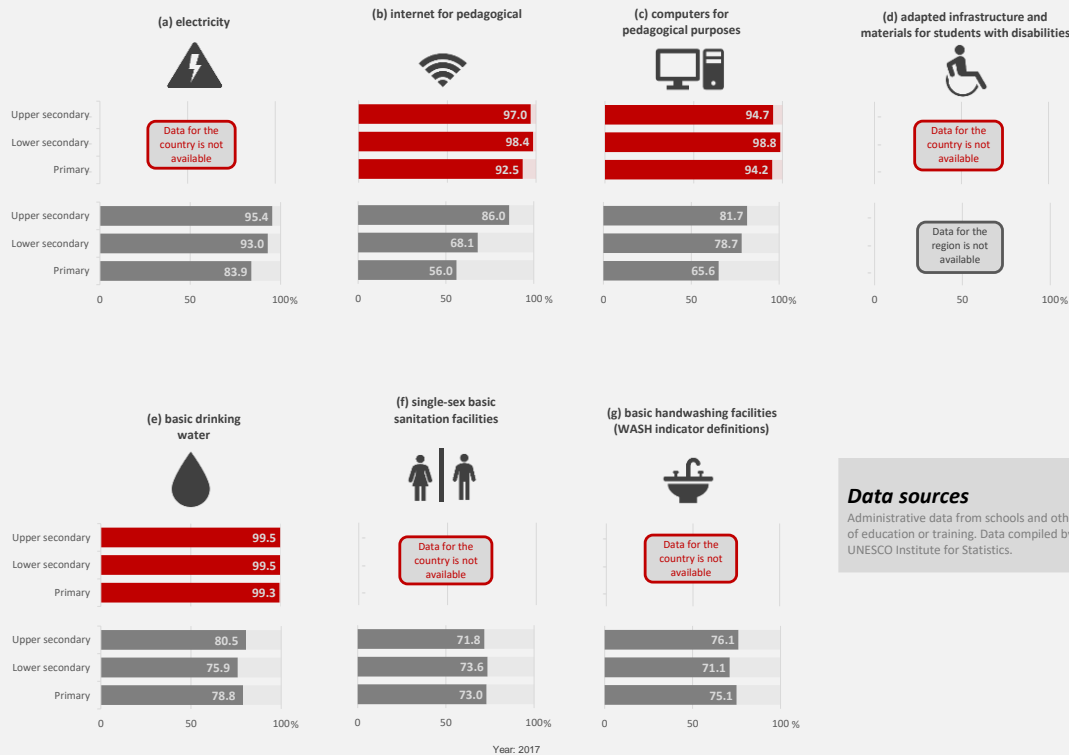 (a) electricity
(b) internet for pedagogical
(c) computers for
pedagogical purposes
(d) adapted infrastructure and
materials for students with disabilities
Upper secondary
Lower secondary
Primary
Data for the
country is not
available
97.0
98.4
92.5
94.7
98.8
94.2
Data for the
country is not
available
Upper secondary
Lower secondary
Primary
95.4
93.0
83.9
86.0
68.1
56.0
81.7
78.7
65.6
Data for the
region is not
available
0 50 100%
0 50 100%
0 50 100%
0 50 100%
(e) basic drinking
water
(f) single-sex basic
sanitation facilities
(g) basic handwashing facilities
(WASH indicator definitions)
Upper secondary
Lower secondary
Primary
99.5
99.5
99.3
Data for the
country is not
available
Data for the
country is not
available
Upper secondary
Lower secondary
Primary
80.5
75.9
78.8
71.8
73.6
73.0
76.1
71.1
75.1
0 50 100%
0 50 100%
0 50 100%
Year: 2017
Data sources
Administrative data from schools and oth
of education or training. Data compiled by
UNESCO Institute for Statistics.